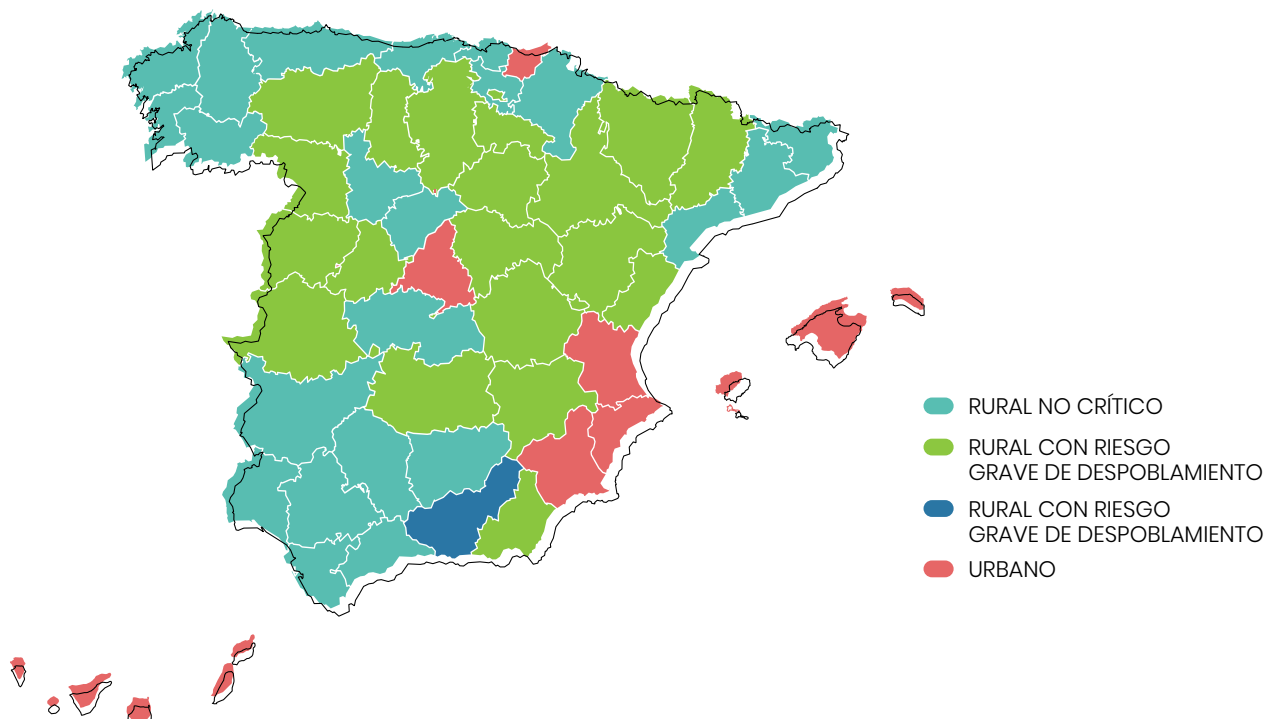 RURAL NO CRÍTICO
RURAL CON RIESGO
GRAVE DE DESPOBLAMIENTO
RURAL CON RIESGO
GRAVE DE DESPOBLAMIENTO
URBANO